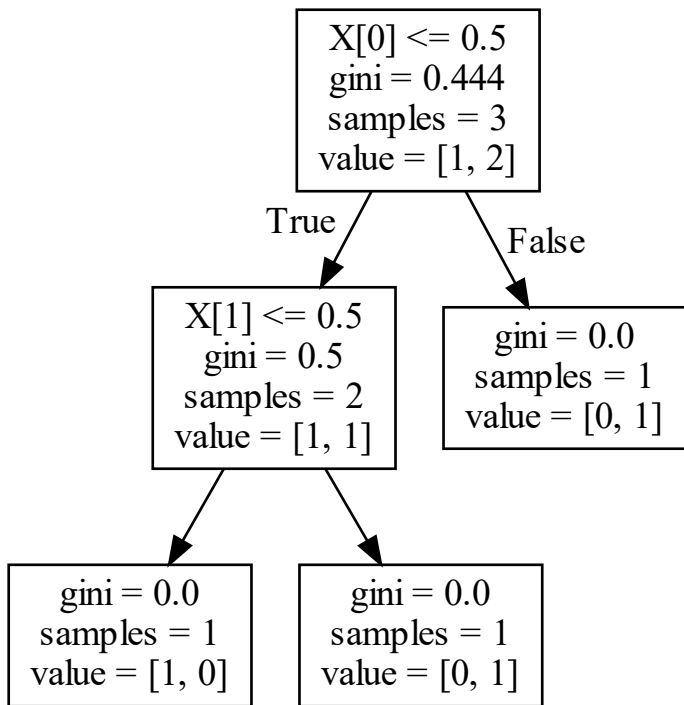 X[0] <= 0.5
gini = 0.444
samples = 3
value = [1, 2]
True
False
X[1] <= 0.5
gini = 0.5
samples = 2
value = [1, 1]
gini = 0.0
samples = 1
value = [0, 1]
gini = 0.0
samples = 1
value = [1, 0]
gini = 0.0
samples = 1
value = [0, 1]